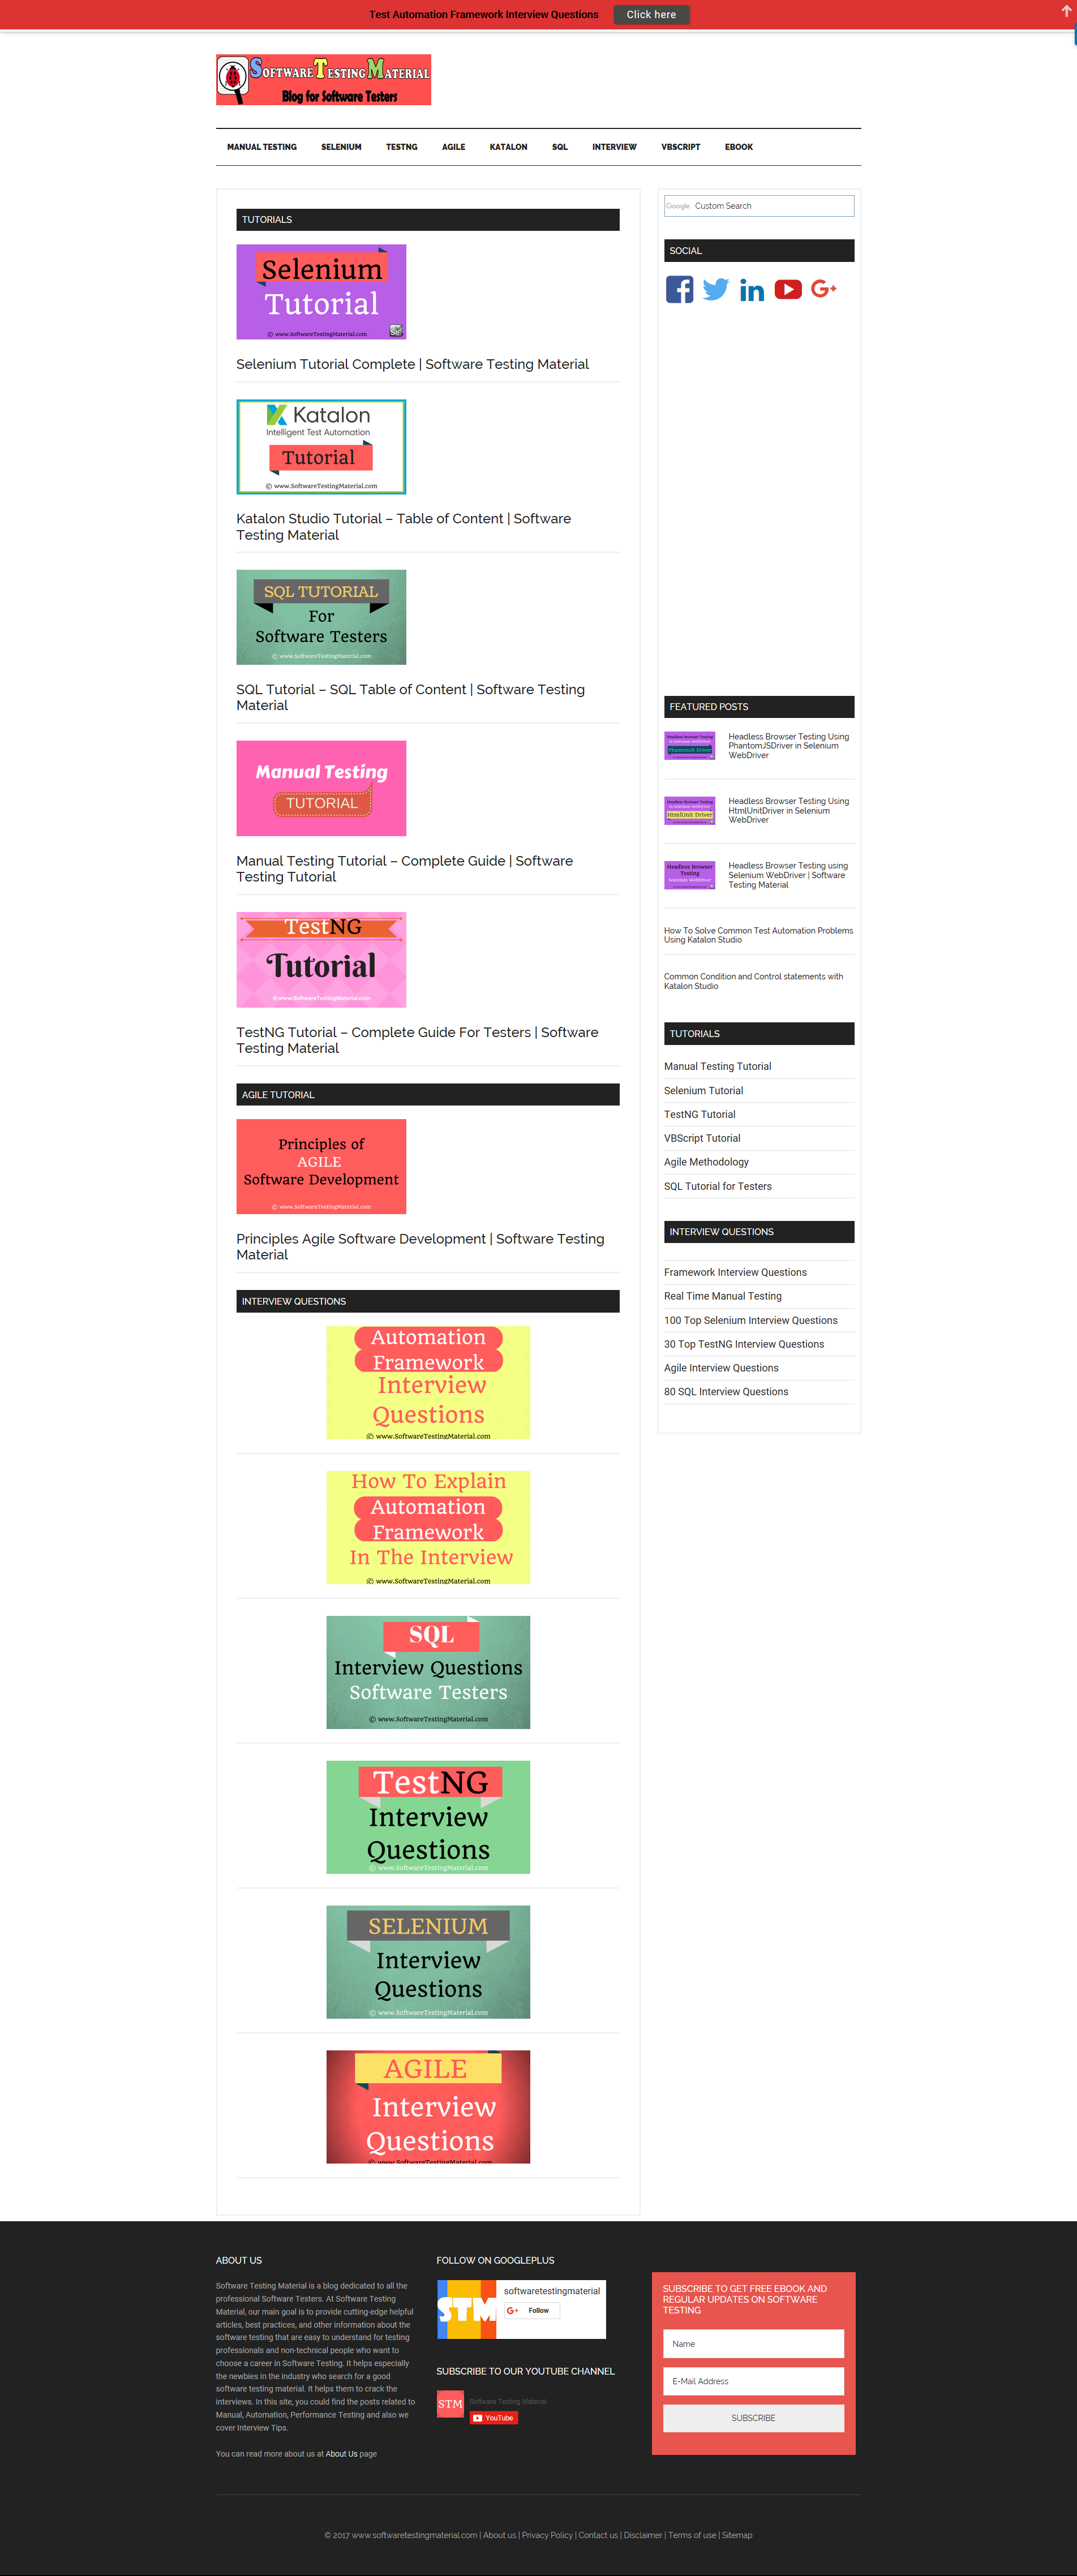 Test Automation Framework Interview Questions Click here
SOFTWARETESTINGMATERIAL
Blog for Software Testers
MANUAL TESTING SELENIUM TESTNG AGILE KATALON SQL INTERVIEW VBSCRIPT EBOOK
TUTORIALS
Selenium
Tutorial
© www.SoftwareTestingMaterial.com
Se
Selenium Tutorial Complete | Software Testing Material
Katalon
Intelligent Test Automation
Tutorial
© www.SoftwareTestingMaterial.com
Katalon Studio Tutorial – Table of Content | Software
Testing Material
SQL TUTORIAL
For
Software Testers
© www.SoftwareTestingMaterial.com
SQL Tutorial – SQL Table of Content | Software Testing
Material
Manual Testing
TUTORIAL
Manual Testing Tutorial – Complete Guide | Software
Testing Tutorial
TestNG
Tutorial
© www.SoftwareTestingMaterial.com
TestNG Tutorial – Complete Guide For Testers | Software
Testing Material
AGILE TUTORIAL
Principles of
AGILE
Software Development
© www.SoftwareTestingMaterial.com
Principles Agile Software Development | Software Testing
Material
INTERVIEW QUESTIONS
Automation
Framework
Interview
Questions
© www.SoftwareTestingMaterial.com
How To Explain
Automation
Framework
In The Interview
© www.SoftwareTestingMaterial.com
SQL
Interview Questions
Software Testers
© www.SoftwareTestingMaterial.com
TestNG
Interview
Questions
© www.SoftwareTestingMaterial.com
SELENIUM
Interview
Questions
© www.SoftwareTestingMaterial.com
AGILE
Interview
Questions
© www.SoftwareTestingMaterial.com
Google Custom Search
SOCIAL
in
G+
FEATURED POSTS
Headless Browser Testing
PhantomJS Driver
Headless Browser Testing Using
PhantomJSDriver in Selenium
WebDriver
Headless Browser Testing
HtmlUnit Driver
Headless Browser Testing Using
HtmlUnitDriver in Selenium
WebDriver
Headless Browser
Testing
Selenium WebDriver
Headless Browser Testing using
Selenium WebDriver | Software
Testing Material
How To Solve Common Test Automation Problems
Using Katalon Studio
Common Condition and Control statements with
Katalon Studio
TUTORIALS
Manual Testing Tutorial
Selenium Tutorial
TestNG Tutorial
VBScript Tutorial
Agile Methodology
SQL Tutorial for Testers
INTERVIEW QUESTIONS
Framework Interview Questions
Real Time Manual Testing
100 Top Selenium Interview Questions
30 Top TestNG Interview Questions
Agile Interview Questions
80 SQL Interview Questions
ABOUT US
Software Testing Material is a blog dedicated to all the
professional Software Testers. At Software Testing
Material, our main goal is to provide cutting-edge helpful
articles, best practices, and other information about the
software testing that are easy to understand for testing
professionals and non-technical people who want to
choose a career in Software Testing. It helps especially
the newbies in the industry who search for a good
software testing material. It helps them to crack the
interviews. In this site, you could find the posts related to
Manual, Automation, Performance Testing and also we
cover Interview Tips.
You can read more about us at About Us page
FOLLOW ON GOOGLEPLUS
STM
softwaretestingmaterial
G+ Follow
SUBSCRIBE TO OUR YOUTUBE CHANNEL
STM
Software Testing Material
YouTube
SUBSCRIBE TO GET FREE EBOOK AND
REGULAR UPDATES ON SOFTWARE
TESTING
Name
E-Mail Address
SUBSCRIBE
© 2017 www.softwaretestingmaterial.com | About us | Privacy Policy | Contact us | Disclaimer | Terms of use | Sitemap